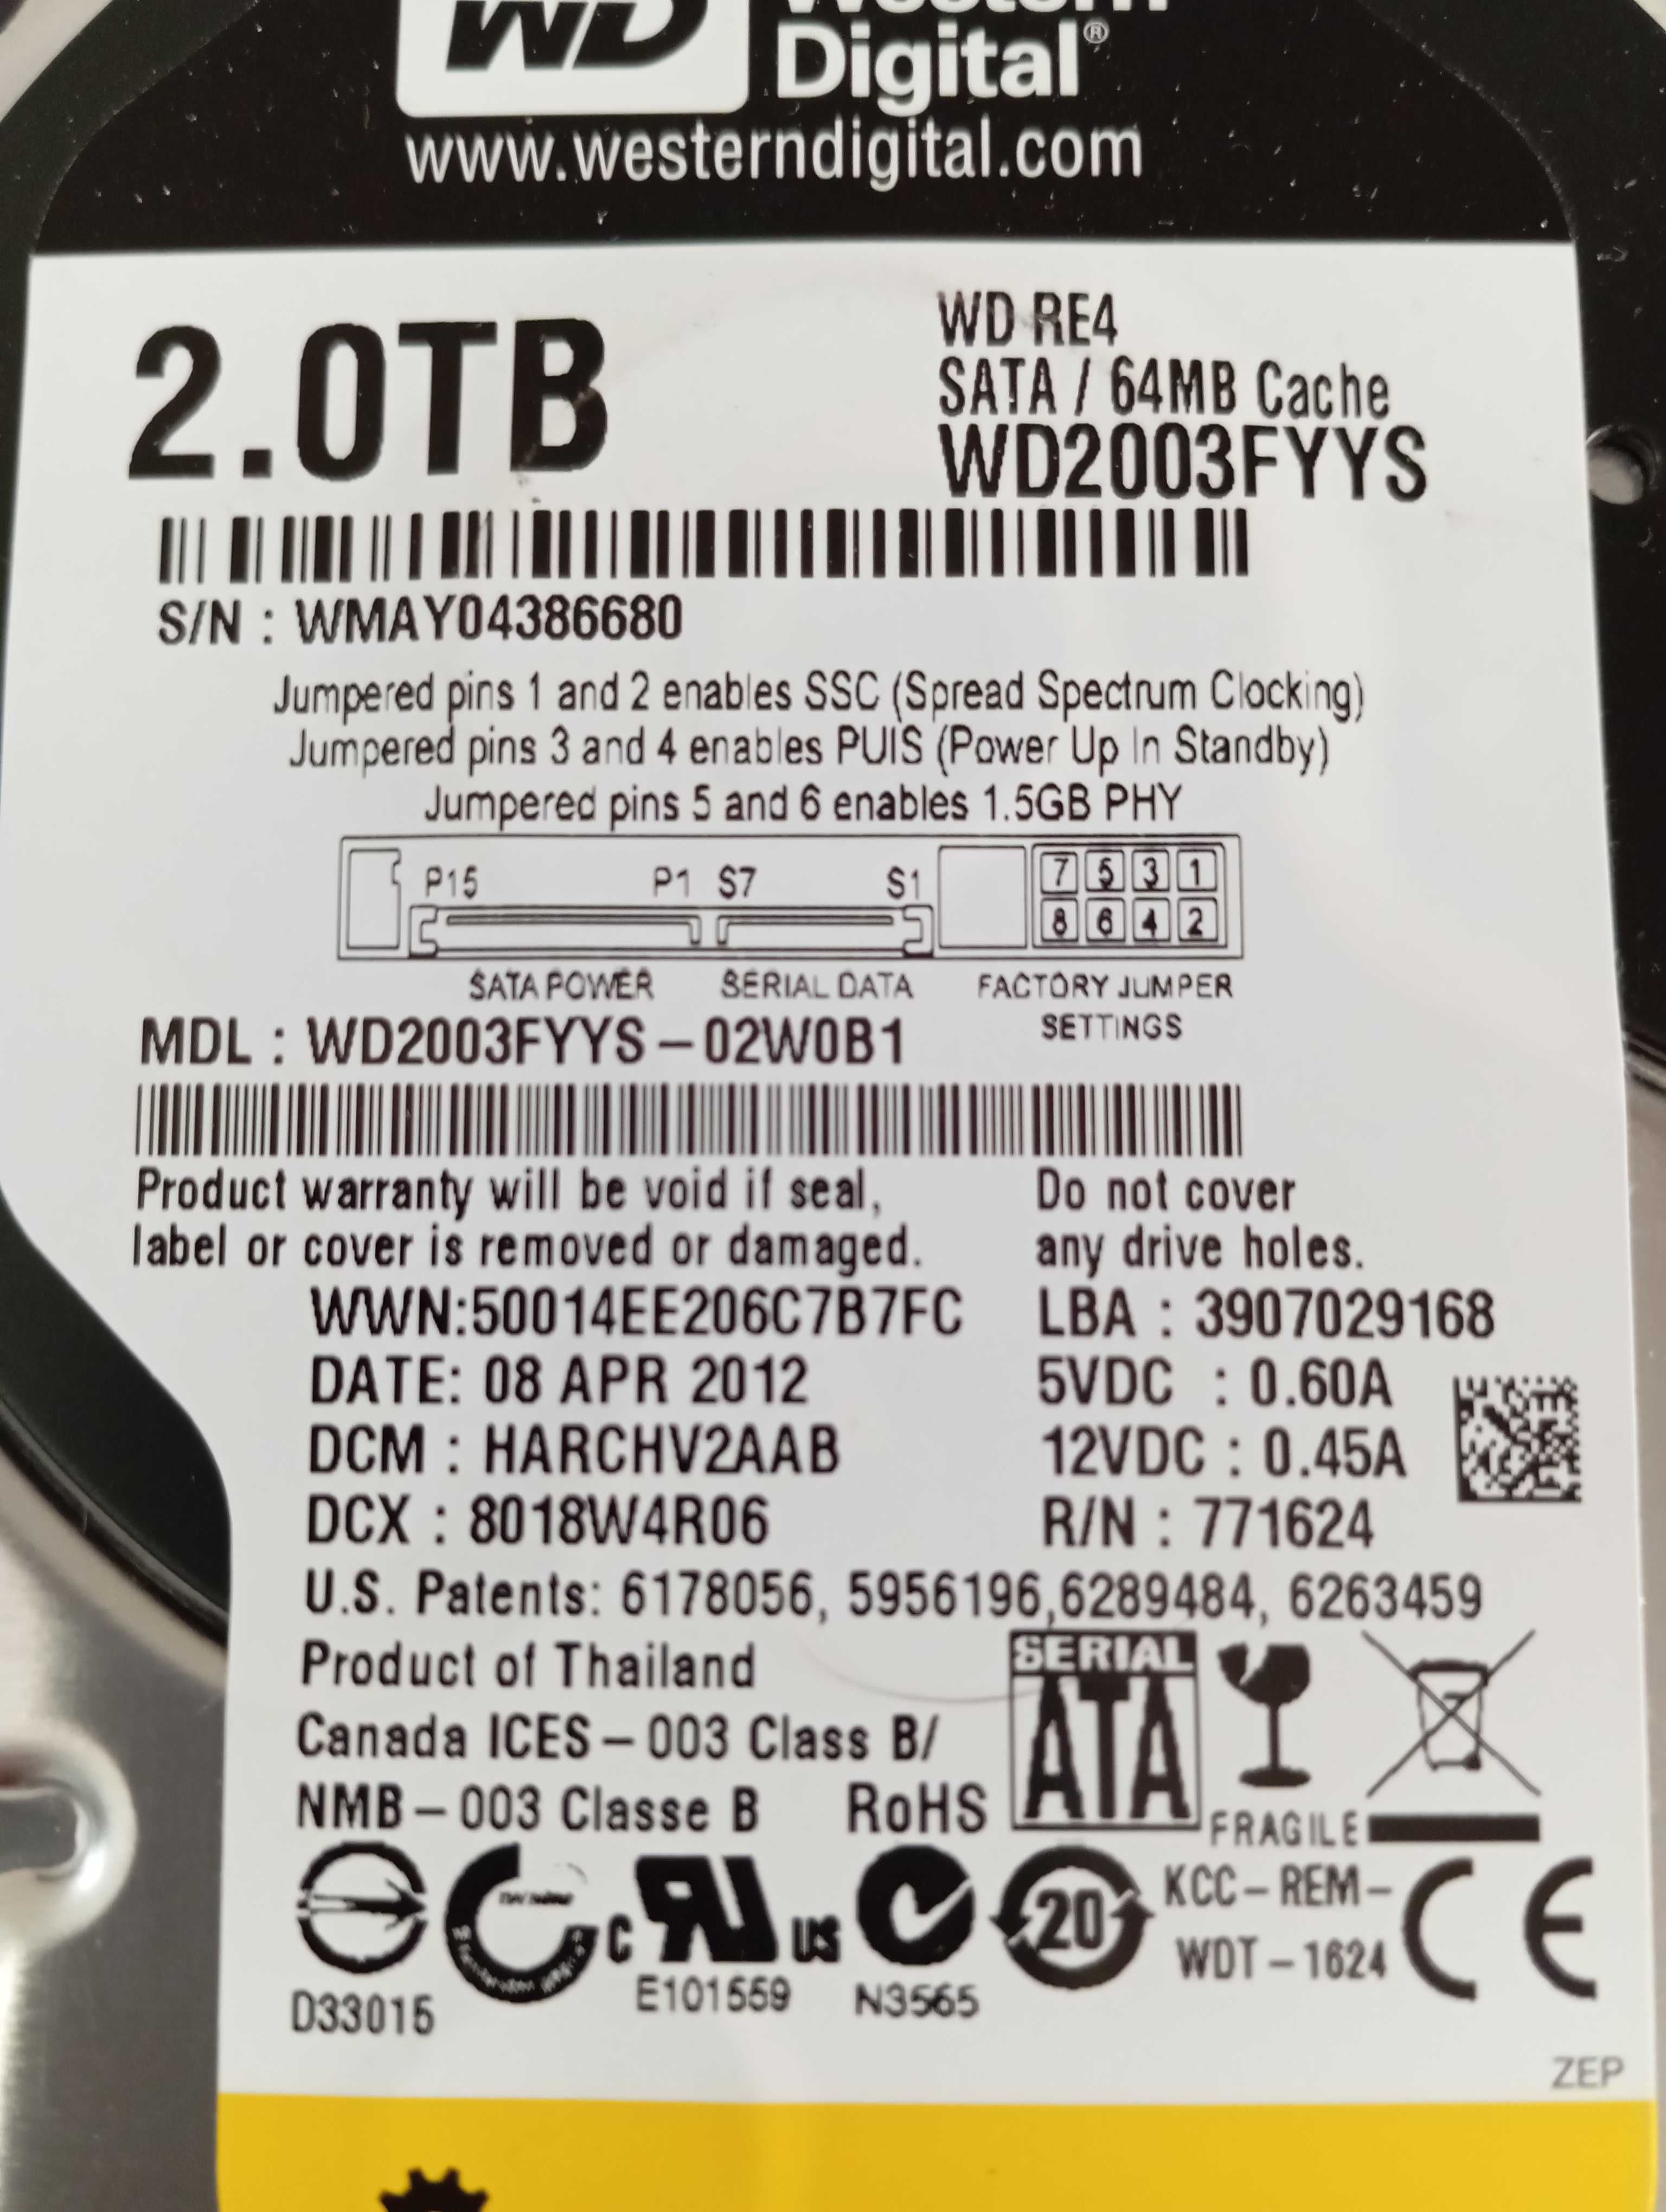 WD
Western
Digital®
www.westerndigital.com
2.0TB
WD RE4
SATA / 64MB Cache
WD2003FYYS
S/N : WMAY04386680
Jumpered pins 1 and 2 enables SSC (Spread Spectrum Clocking)
Jumpered pins 3 and 4 enables PUIS (Power Up In Standby)
Jumpered pins 5 and 6 enables 1.5GB PHY
P15 P1 S7 S1 7 5 3 1
8 6 4 2
SATA POWER SERIAL DATA FACTORY JUMPER
SETTINGS
MDL : WD2003FYYS – 02W0B1
Product warranty will be void if seal,
label or cover is removed or damaged.
Do not cover
any drive holes.
WWN:50014EE206C7B7FC LBA : 3907029168
DATE: 08 APR 2012 5VDC : 0.60A
DCM : HARCHV2AAB 12VDC : 0.45A
DCX : 8018W4R06 R/N : 771624
U.S. Patents: 6178056, 5956196,6289484, 6263459
Product of Thailand
Canada ICES – 003 Class B/
NMB – 003 Classe B RoHS
SERIAL
ATA
FRAGILE
D33015
C UL US
E101559
N3565
20
KCC – REM –
WDT – 1624
CE
ZEP